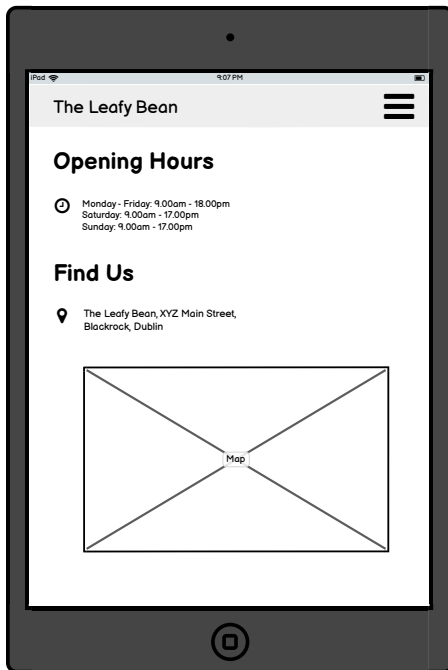 iPad 9:07 PM
The Leafy Bean
Opening Hours
Monday - Friday: 9.00am - 18.00pm
Saturday: 9.00am - 17.00pm
Sunday: 9.00am - 17.00pm
Find Us
The Leafy Bean, XYZ Main Street,
Blackrock, Dublin
Map